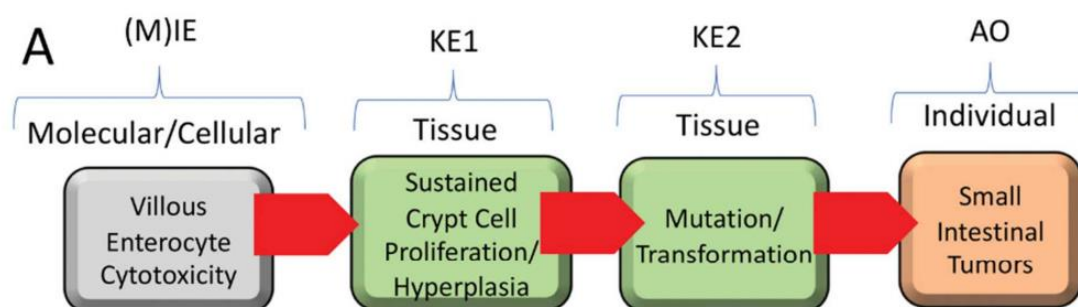 A
(M)IE
KE1
KE2
AO
Molecular/Cellular
Tissue
Tissue
Individual
Villous
Enterocyte
Cytotoxicity
Sustained
Crypt Cell
Proliferation/
Hyperplasia
Mutation/
Transformation
Small
Intestinal
Tumors